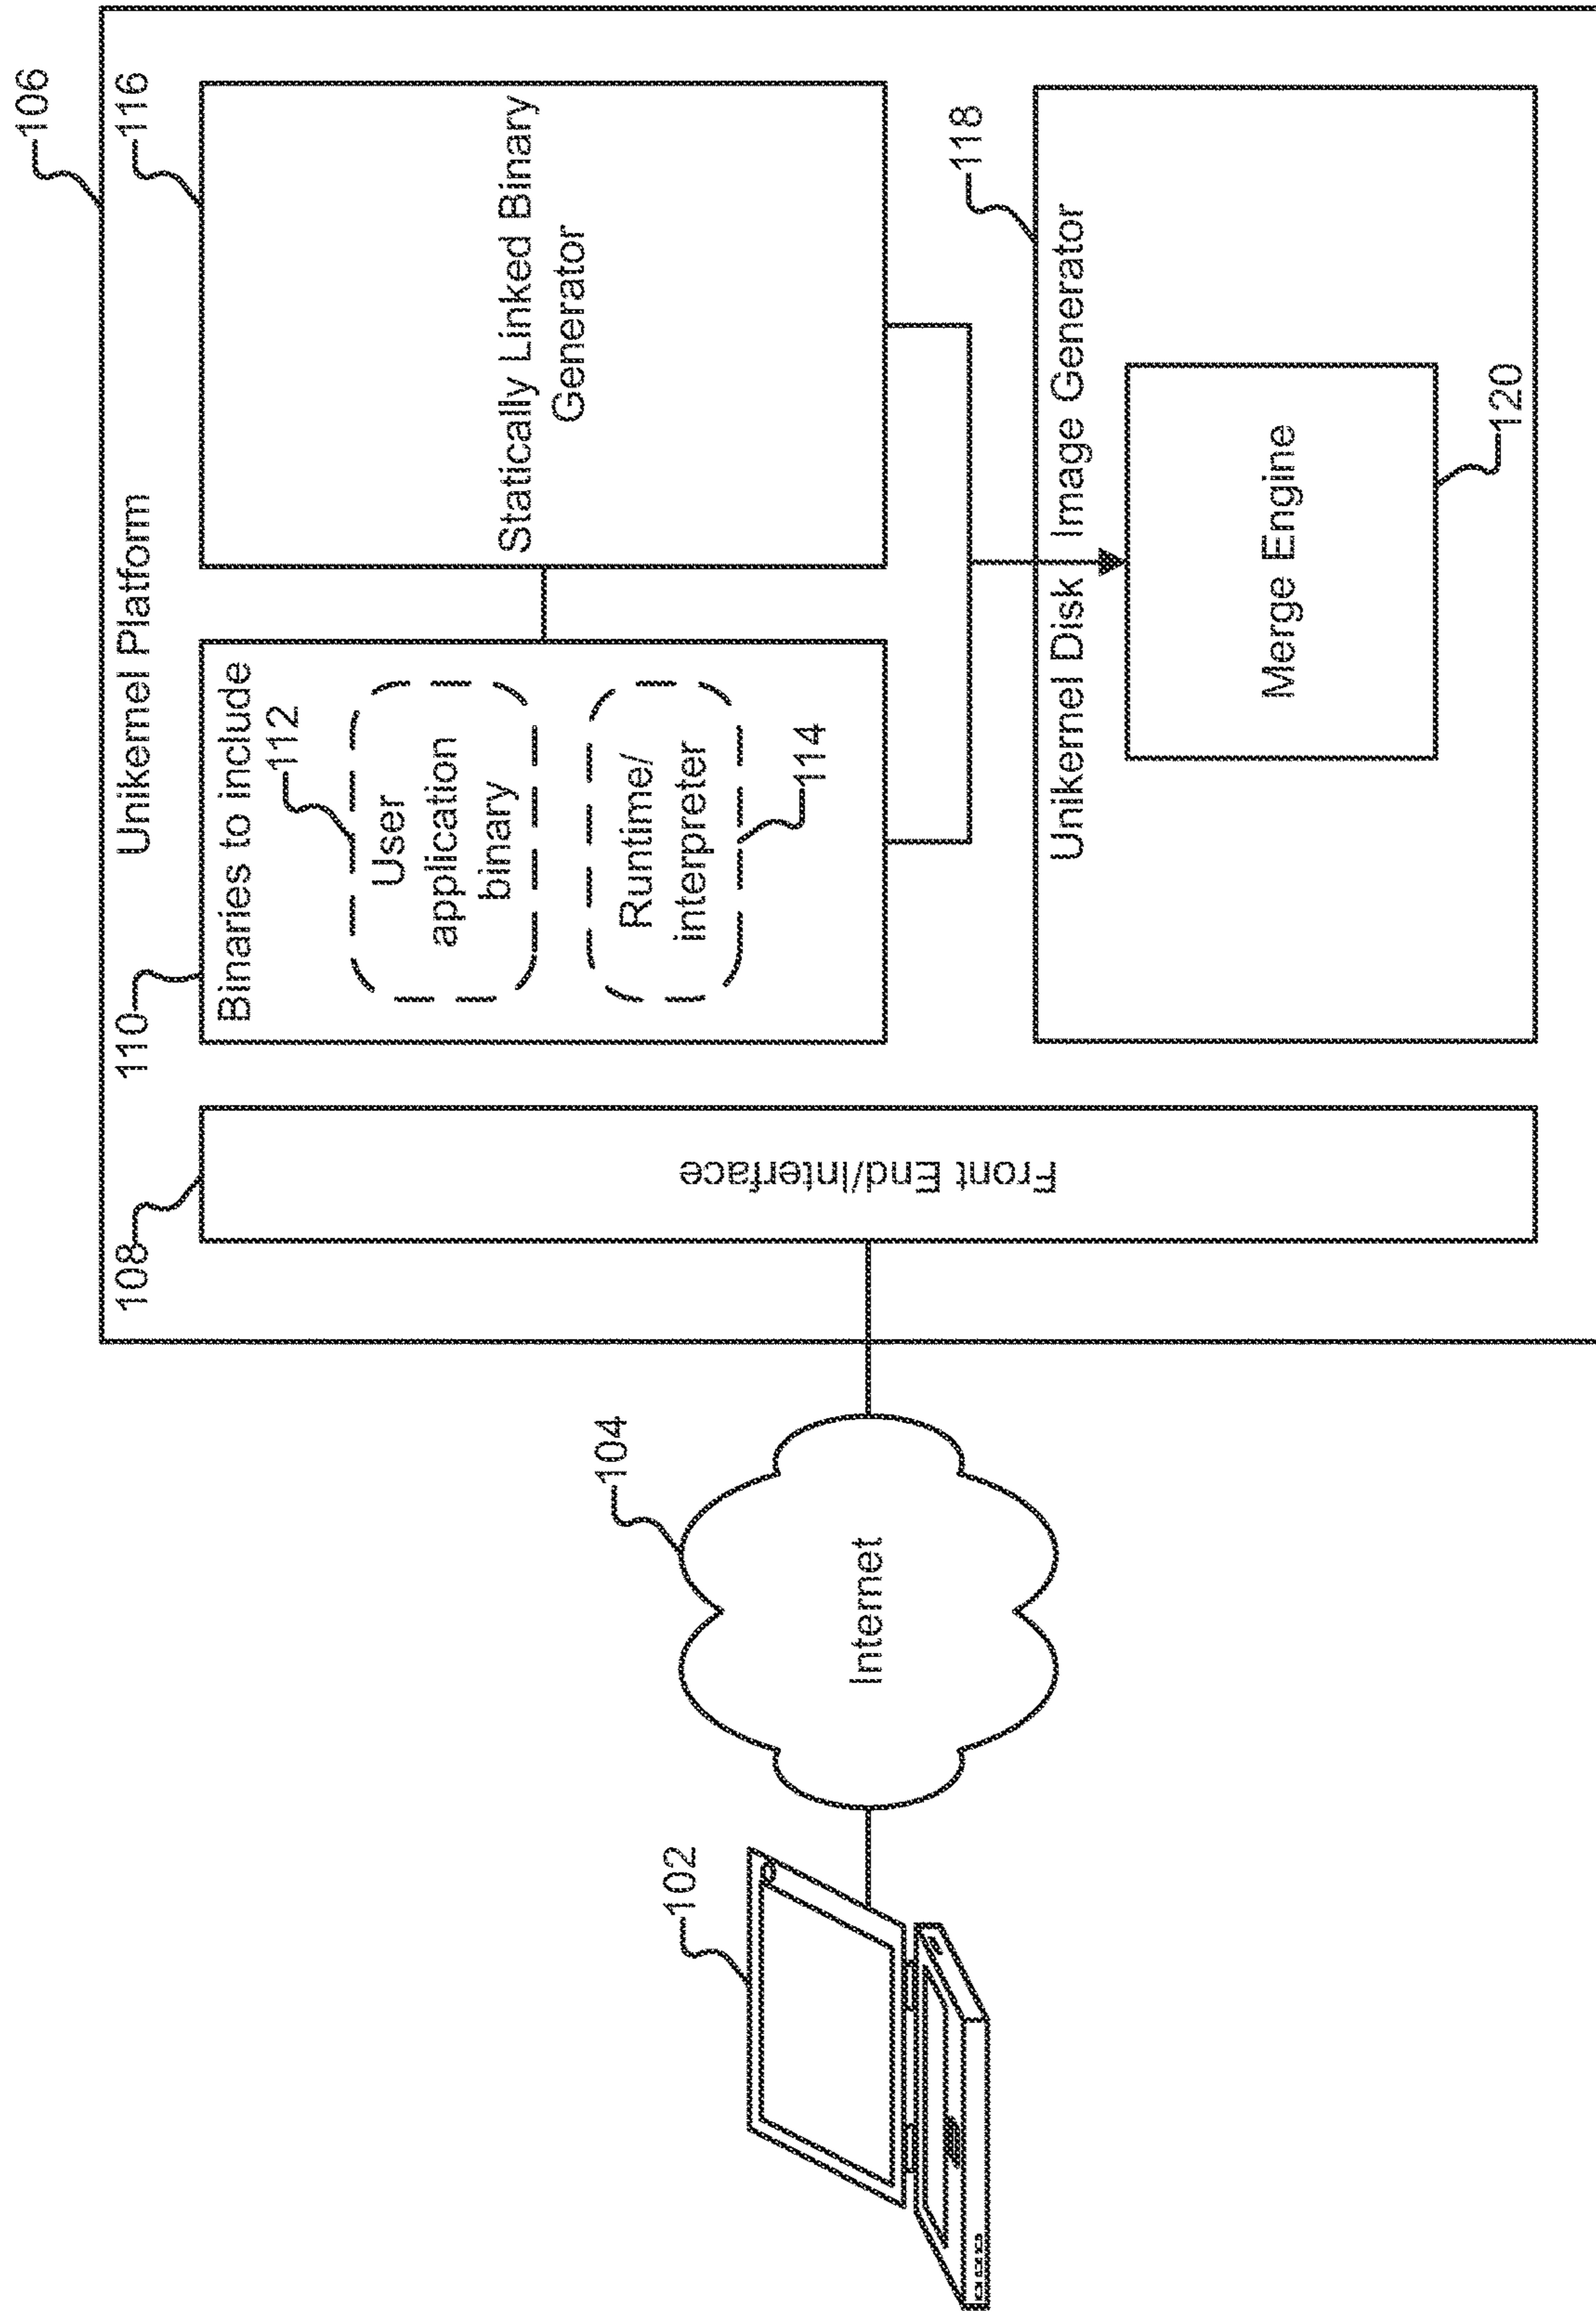 106
Unikernel Platform
108
110
116
Front End/Interface
Binaries to include
112
User
application
binary
Runtime/
interpreter
114
Statically Linked Binary
Generator
118
Unikernel Disk Image Generator
Merge Engine
120
104
Internet
102